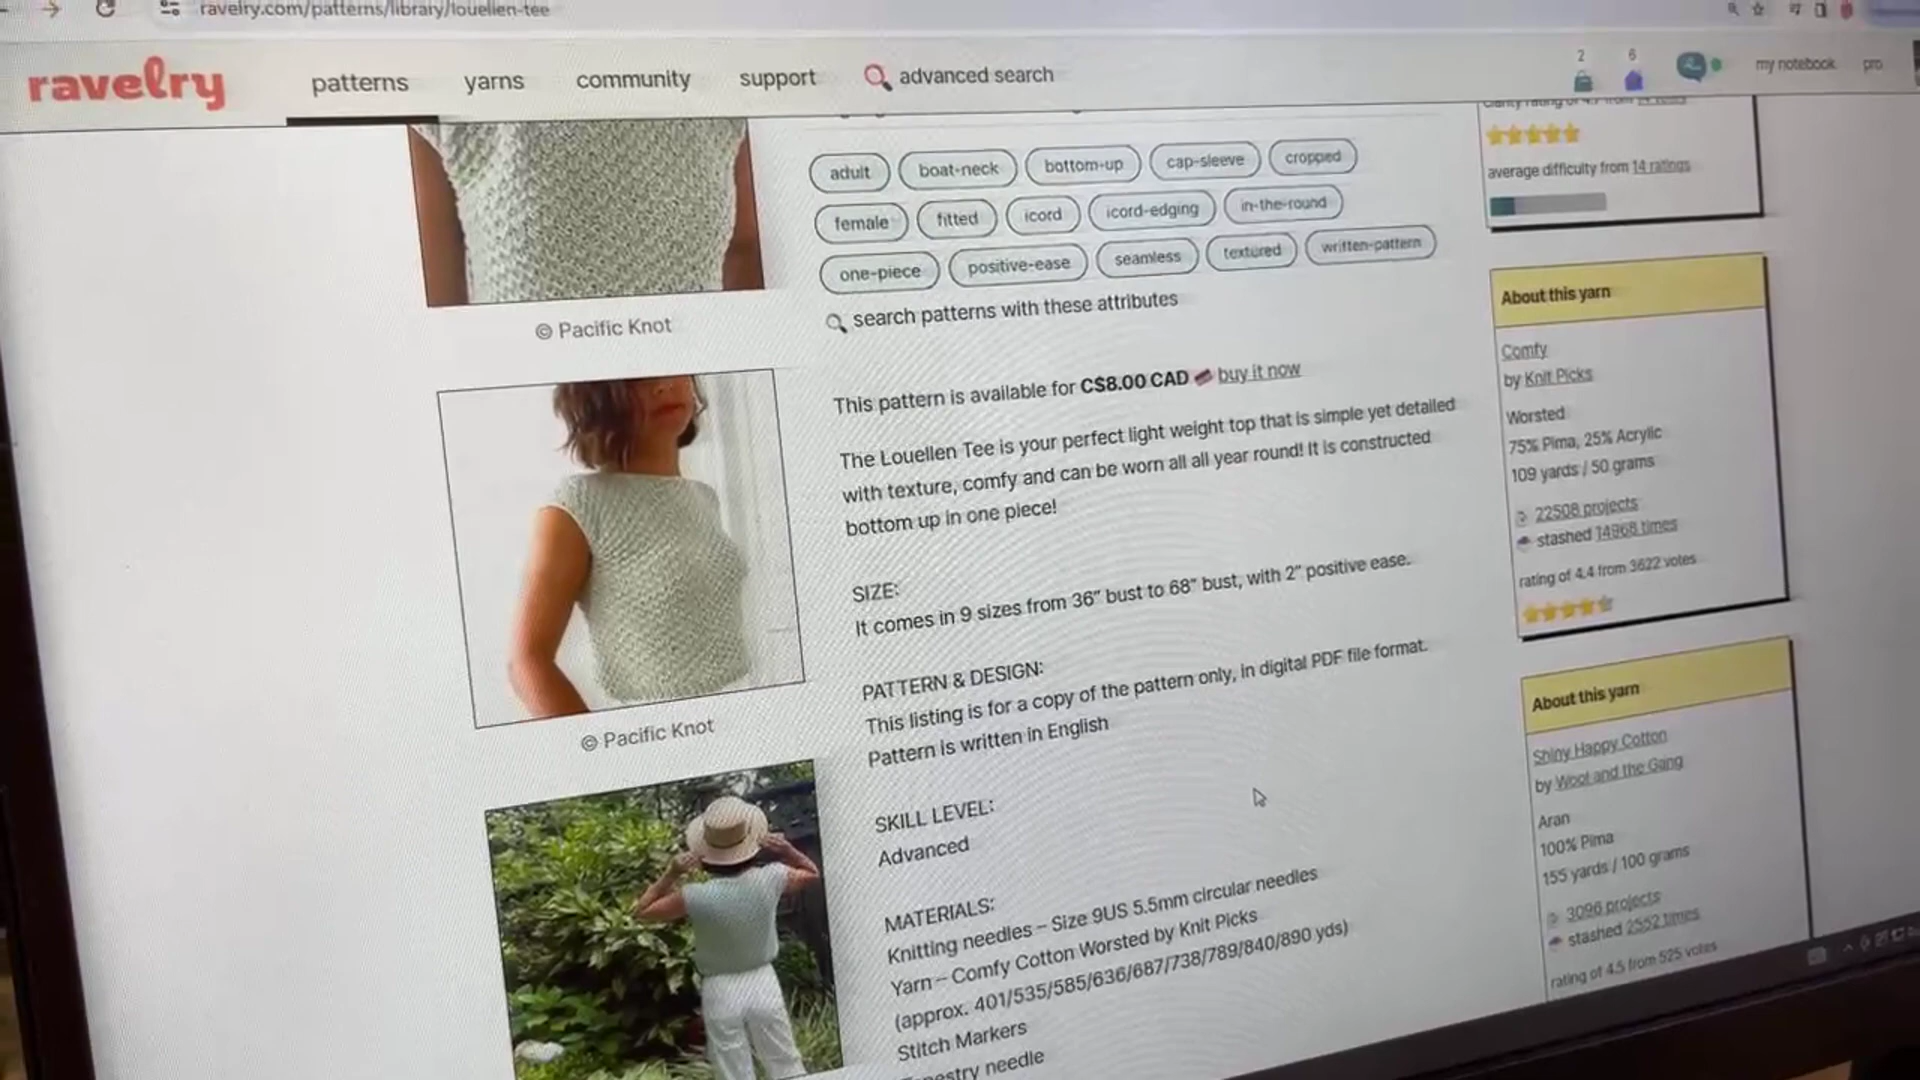 ravelry.com/patterns/library/louellen-tee
ravelry
patterns
yarns
community
support
advanced search
2
6
my notebook
pro
adult
boat-neck
bottom-up
cap-sleeve
cropped
female
fitted
icord
icord-edging
in-the-round
one-piece
positive-ease
seamless
textured
written-pattern
search patterns with these attributes
© Pacific Knot
This pattern is available for C$8.00 CAD buy it now
The Louellen Tee is your perfect light weight top that is simple yet detailed
with texture, comfy and can be worn all all year round! It is constructed
bottom up in one piece!
SIZE:
It comes in 9 sizes from 36" bust to 68" bust, with 2" positive ease.
PATTERN & DESIGN:
This listing is for a copy of the pattern only, in digital PDF file format.
Pattern is written in English
© Pacific Knot
SKILL LEVEL:
Advanced
MATERIALS:
Knitting needles – Size 9US 5.5mm circular needles
Yarn – Comfy Cotton Worsted by Knit Picks
(approx. 401/535/585/636/687/738/789/840/890 yds)
Stitch Markers
needle
average difficulty from 14 ratings
About this yarn
Comfy
by Knit Picks
Worsted
75% Pima, 25% Acrylic
109 yards / 50 grams
22508 projects
stashed 14968 times
rating of 4.4 from 3622 votes
About this yarn
Shiny Happy Cotton
by Wool and the Gang
Aran
100% Pima
155 yards / 100 grams
3096 projects
stashed 2552 times
rating of 4.5 from 525 votes